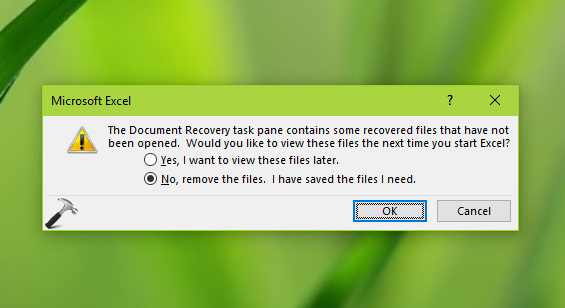 Microsoft Excel
?
The Document Recovery task pane contains some recovered files that have not
been opened.  Would you like to view these files the next time you start Excel?
Yes, I want to view these files later.
No, remove the files.  I have saved the files I need.
OK
Cancel